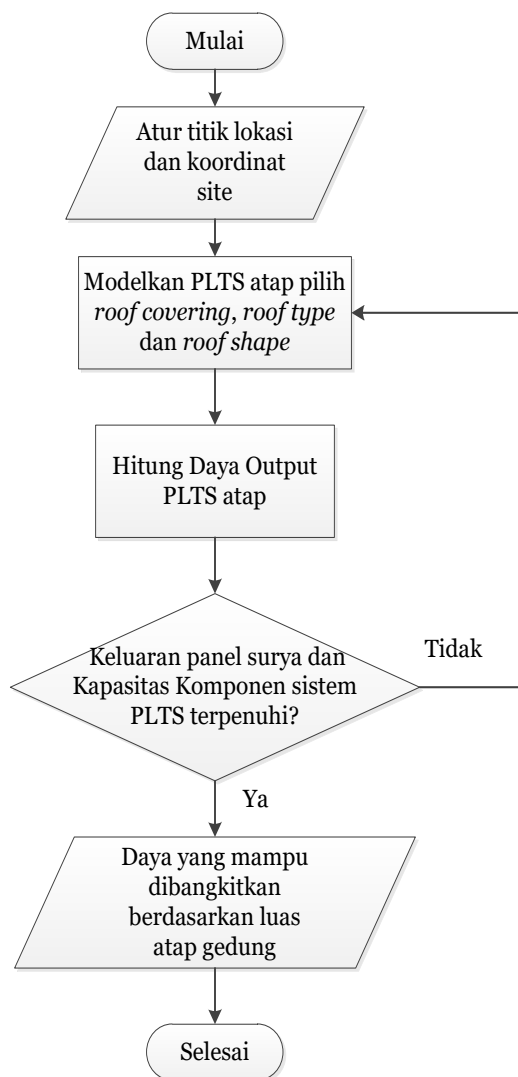 Mulai
Atur titik lokasi
dan koordinat
site
Modelkan PLTS atap pilih
roof covering, roof type
dan roof shape
Hitung Daya Output
PLTS atap
Keluaran panel surya dan
Kapasitas Komponen sistem
PLTS terpenuhi?
Tidak
Ya
Daya yang mampu
dibangkitkan
berdasarkan luas
atap gedung
Selesai